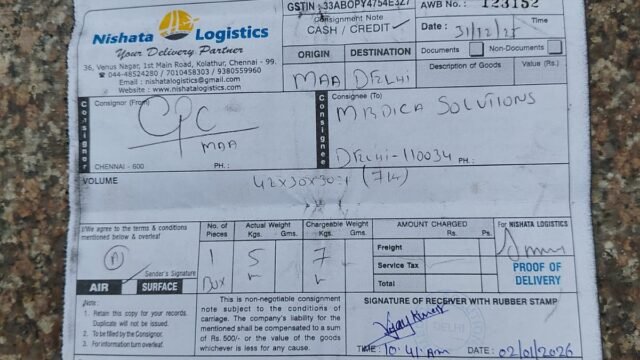 GSTIN :33ABOPY4754E3Z7
AWB No.: 123152
Nishata Logistics
Your Delivery Partner
36, Venus Nagar, 1st Main Road, Kolathur, Chennai - 99.
☎ 044-48524280 / 7010458303 / 9380559960
Email : nishatalogistics@gmail.com
Website : www.nishatalogistics.com
Consignment Note
CASH / CREDIT
Date : 31/12/25
Time
ORIGIN
DESTINATION
MAA
DELHI
Documents
Non-Documents
Description of Goods
Value (Rs.)
Consignor
Consignor (From)
CPC
MAA
CHENNAI - 600
PH. :
Consignee
Consignee (To)
MEDICA SOLUTIONS
DELHI-110034
PH. :
VOLUME
42x30x30
I/We agree to the terms & conditions
mentioned below & overleaf
Sender's Signature
AIR
SURFACE
No. of Pieces
Actual Weight
Kgs. Gms.
Chargeable Weight
Kgs. Gms.
1
Box
5
7
AMOUNT CHARGED
Rs. Ps.
Freight
Service Tax
Total
For NISHATA LOGISTICS
PROOF OF
DELIVERY
Note:
1. Retain this copy for your records.
Duplicate will not be issued.
2. To be filled by the Consignor.
3. For information turn overleaf.
This is non-negotiable consignment
note subject to the conditions of
carriage. The company's liability for
the mentioned shall be compensated to a
sum of Rs.500/- or the value of the goods
whichever is less for any cause.
SIGNATURE OF RECEIVER WITH RUBBER STAMP
Vijay Kumar
DELHI
TIME: 10:41 Am
DATE: 02/01/2026